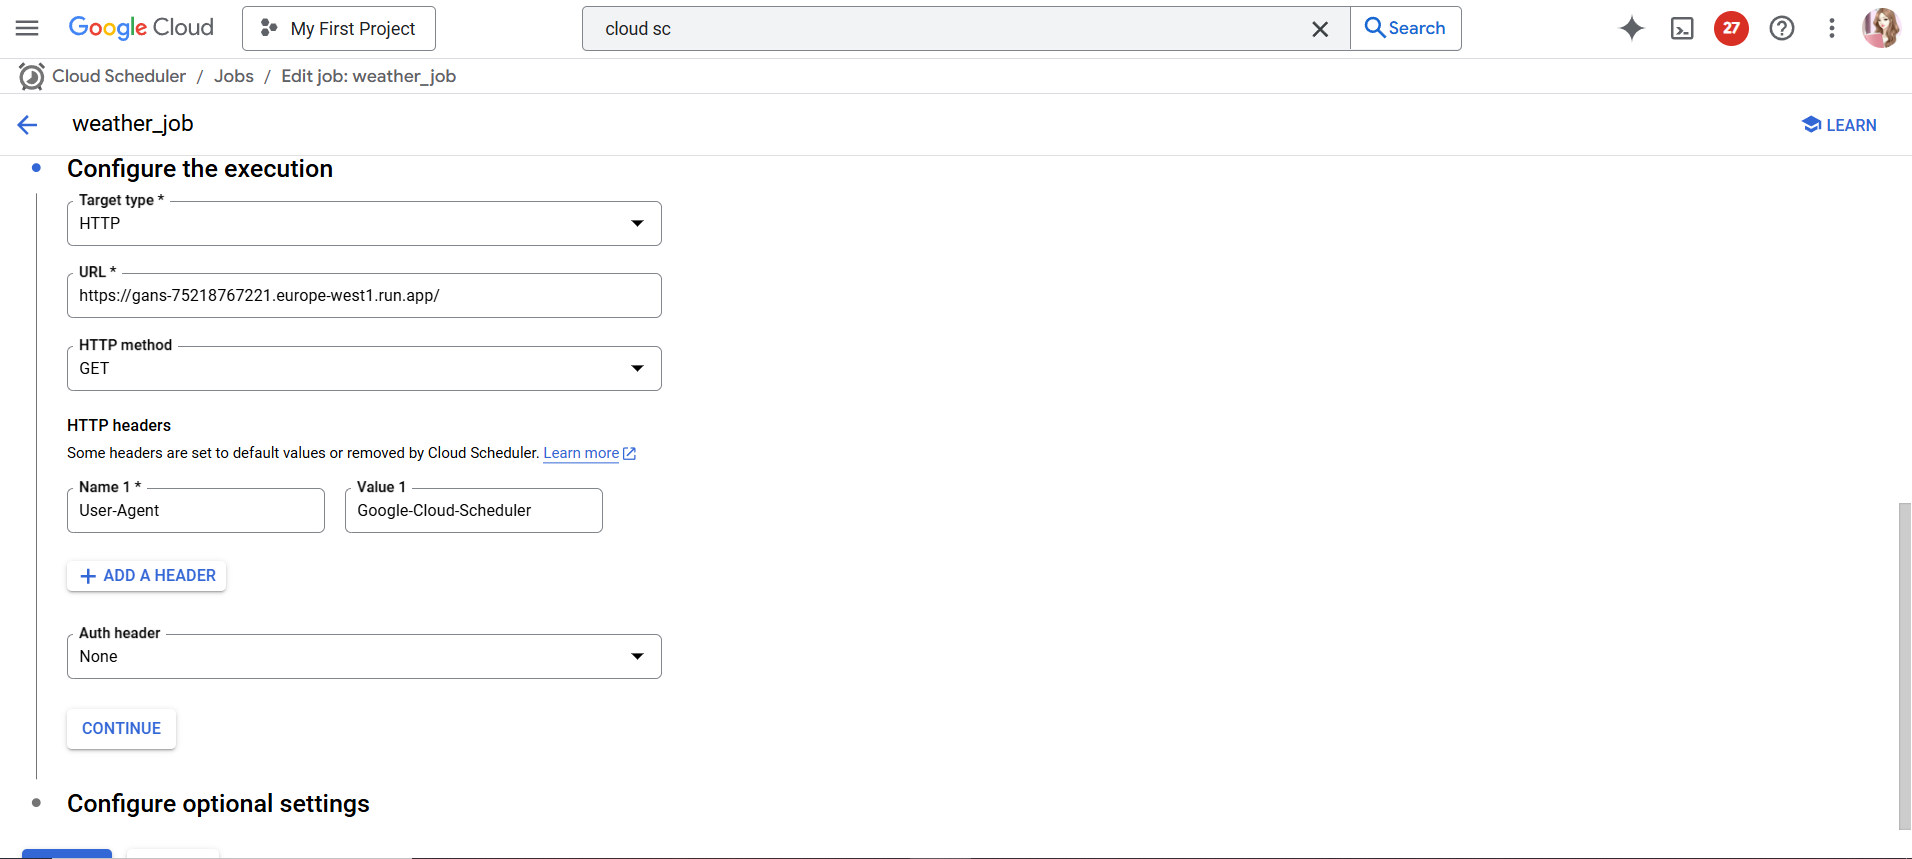 Google Cloud
My First Project
cloud sc
Search
27
Cloud Scheduler / Jobs / Edit job: weather_job
weather_job
LEARN
Configure the execution
Target type *
HTTP
URL *
https://gans-75218767221.europe-west1.run.app/
HTTP method
GET
HTTP headers
Some headers are set to default values or removed by Cloud Scheduler. Learn more
Name 1 *
User-Agent
Value 1
Google-Cloud-Scheduler
ADD A HEADER
Auth header
None
CONTINUE
Configure optional settings